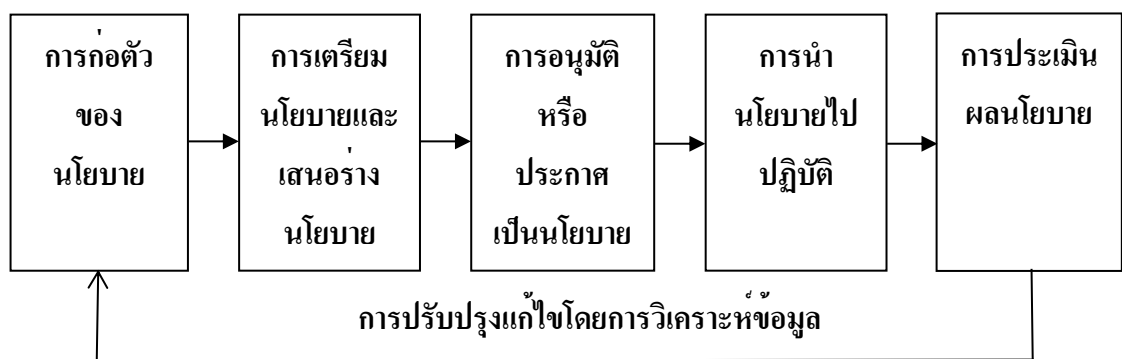 การก่อตัว
ของ
นโยบาย
การเตรียม
นโยบายและ
เสนอร่าง
นโยบาย
การอนุมัติ
หรือ
ประกาศ
เป็นนโยบาย
การนำ
นโยบายไป
ปฏิบัติ
การประเมิน
ผลนโยบาย
การปรับปรุงแก้ไขโดยการวิเคราะห์ข้อมูล